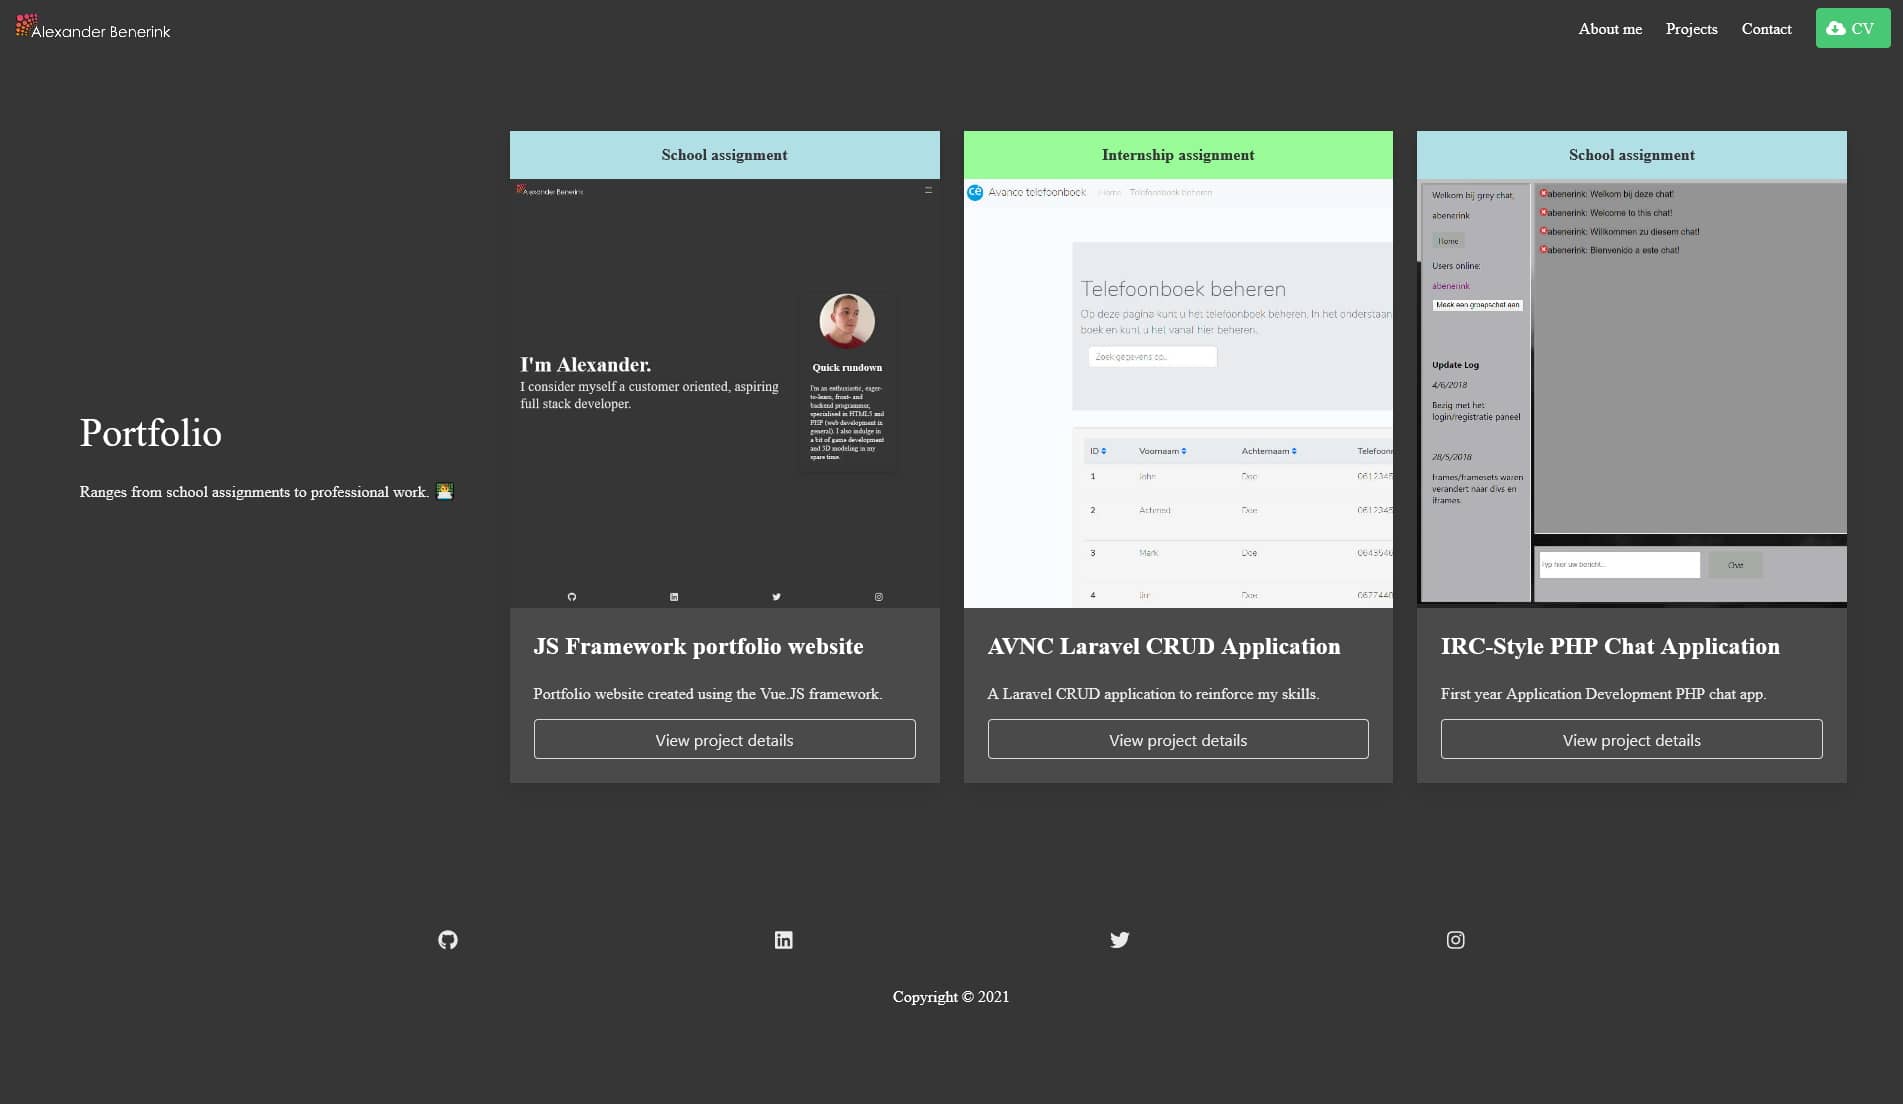 Alexander Benerink
About me
Projects
Contact
CV
Portfolio
Ranges from school assignments to professional work.
School assignment
Alexander Benerink
I'm Alexander.
I consider myself a customer oriented, aspiring
full stack developer.
Quick rundown
I'm an enthusiastic, eager-
to-learn, front- and
backend programmer,
specialised in HTML5 and
PHP (web development in
general). I also indulge in
a bit of game development
and 3D modeling in my
spare time.
JS Framework portfolio website
Portfolio website created using the Vue.JS framework.
View project details
Internship assignment
ce Avance telefoonboek Home Telefoonboek beheren
Telefoonboek beheren
Op deze pagina kunt u het telefoonboek beheren. In het onderstaan
boek en kunt u het vanaf hier beheren.
Zoek gegevens op..
ID Voornaam Achternaam Telefoonn
1 John Doe 0612345
2 Achmed Doe 0612345
3 Mark Doe 0643546
4 Jim Doe 0677448
AVNC Laravel CRUD Application
A Laravel CRUD application to reinforce my skills.
View project details
School assignment
Welkom bij grey chat,
abenerink
Home
Users online:
abenerink
Maak een groepschat aan
Update Log
4/6/2018
Bezig met het
login/registratie paneel
28/5/2018
frames/framesets waren
verandert naar divs en
iframes.
abenerink: Welkom bij deze chat!
abenerink: Welcome to this chat!
abenerink: Willkommen zu diesem chat!
abenerink: Bienvenido a este chat!
Typ hier uw bericht...
IRC-Style PHP Chat Application
First year Application Development PHP chat app.
View project details
Copyright © 2021